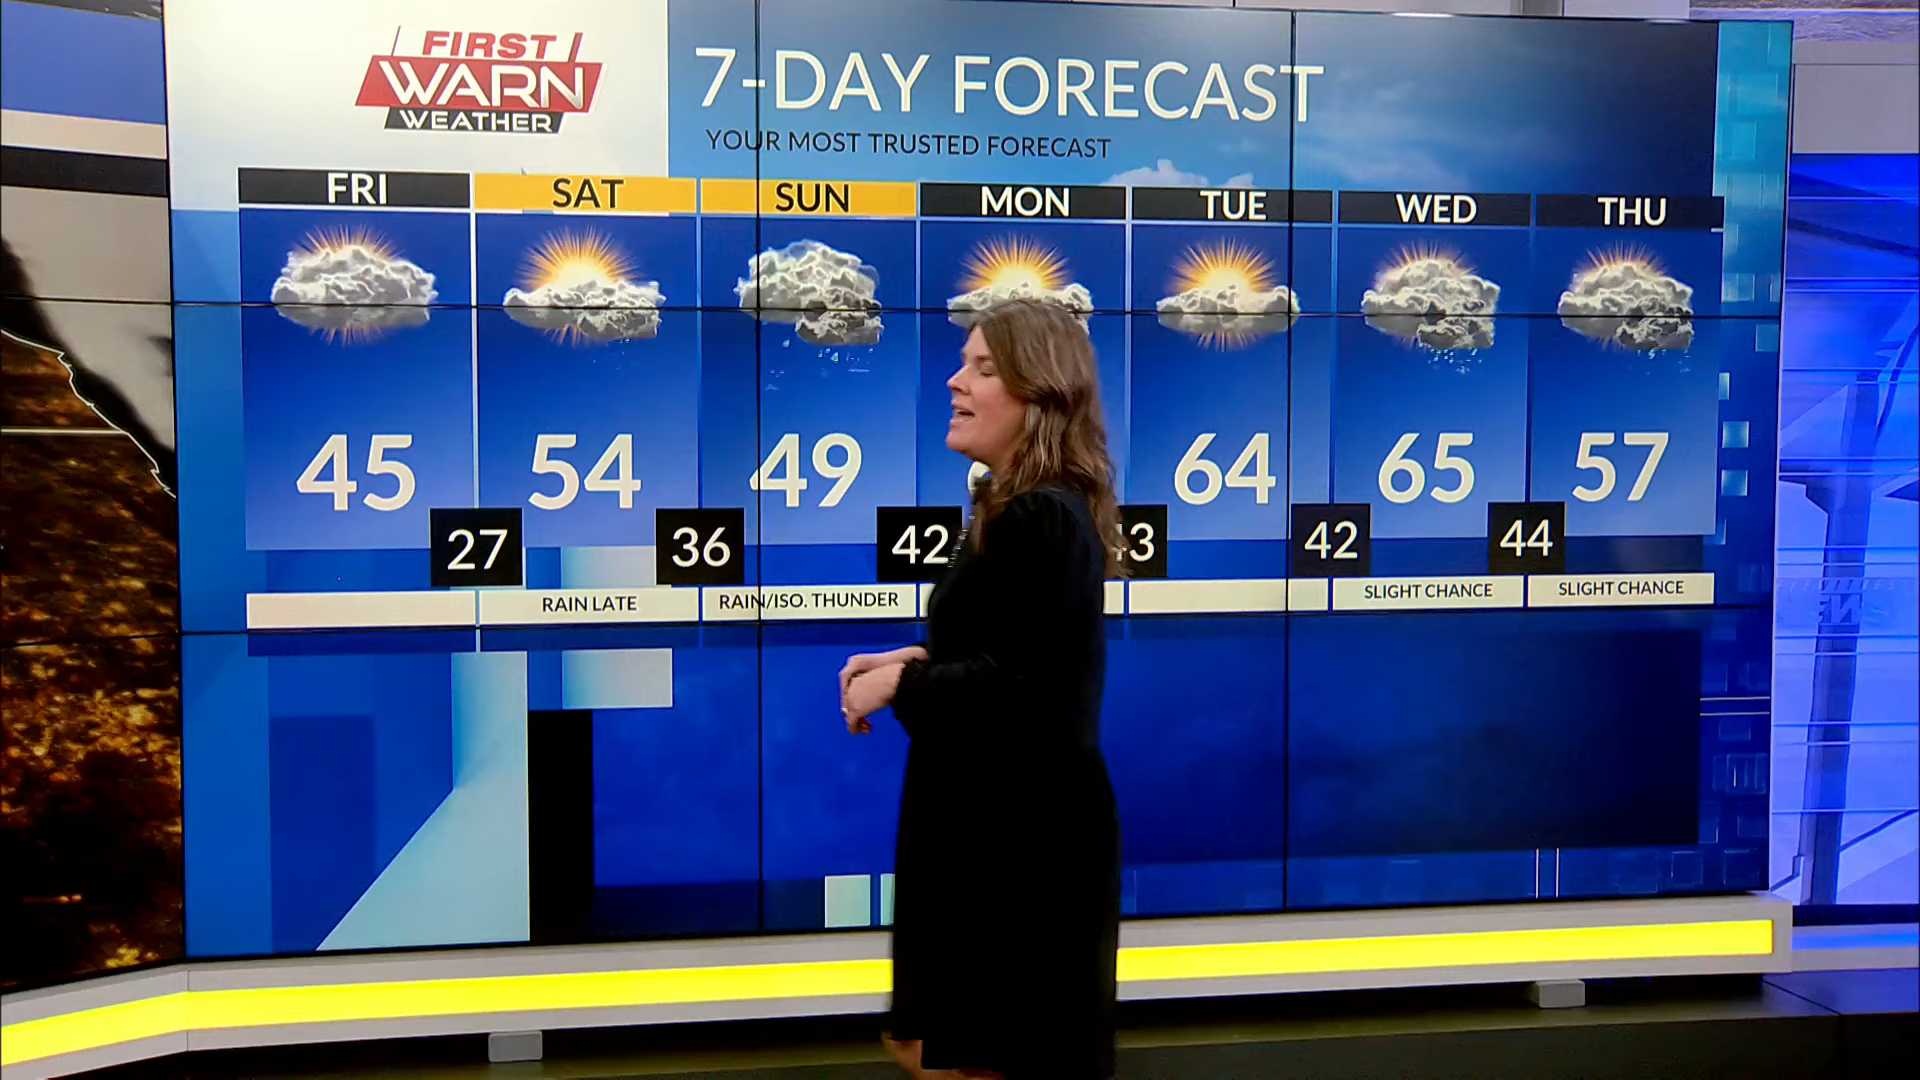 FIRST
WARN
WEATHER
7-DAY FORECAST
YOUR MOST TRUSTED FORECAST
FRI SAT SUN MON TUE WED THU
45 54 49 64 65 57
27 36 42 42 44
RAIN LATE RAIN/ISO. THUNDER SLIGHT CHANCE SLIGHT CHANCE